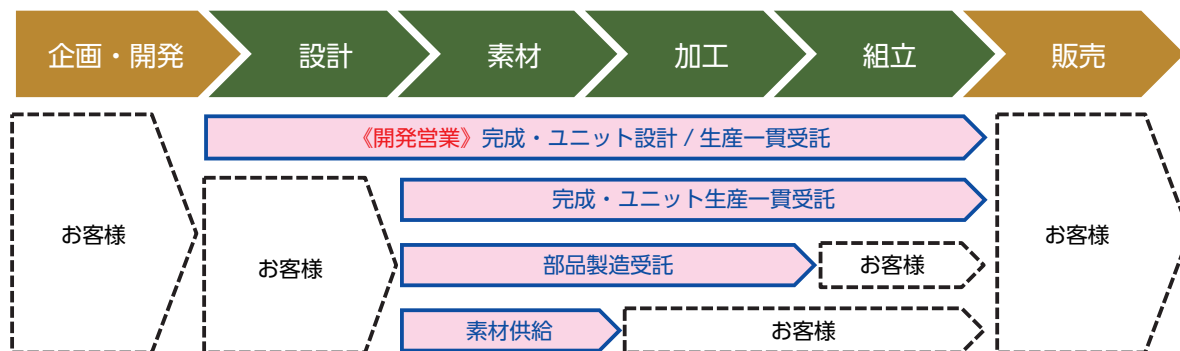 企画・開発
設計
素材
加工
組立
販売
《開発営業》完成・ユニット設計 / 生産一貫受託
完成・ユニット生産一貫受託
お客様
お客様
部品製造受託
お客様
お客様
素材供給
お客様